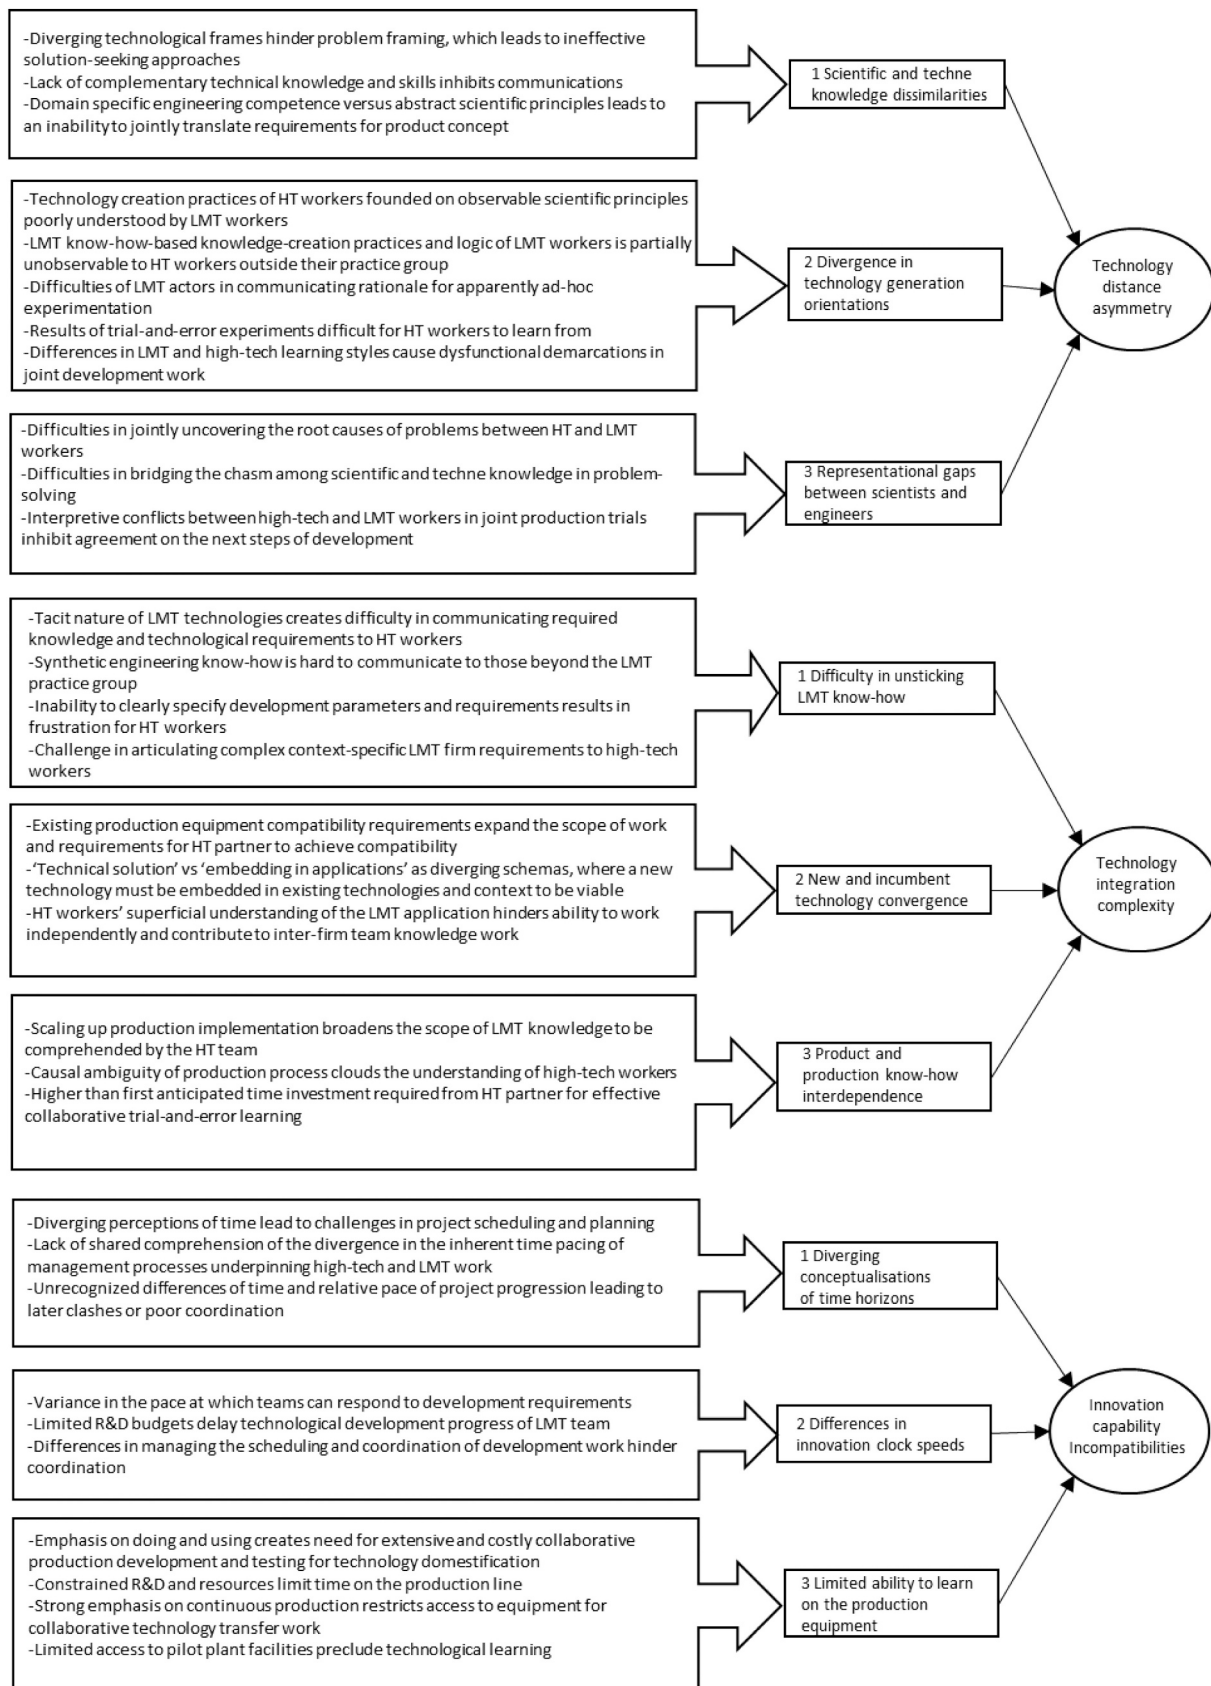 -Diverging technological frames hinder problem framing, which leads to ineffective
solution-seeking approaches
-Lack of complementary technical knowledge and skills inhibits communications
-Domain specific engineering competence versus abstract scientific principles leads to
an inability to jointly translate requirements for product concept
1 Scientific and techne
knowledge dissimilarities
-Technology creation practices of HT workers founded on observable scientific principles
poorly understood by LMT workers
-LMT know-how-based knowledge-creation practices and logic of LMT workers is partially
unobservable to HT workers outside their practice group
-Difficulties of LMT actors in communicating rationale for apparently ad-hoc
experimentation
-Results of trial-and-error experiments difficult for HT workers to learn from
-Differences in LMT and high-tech learning styles cause dysfunctional demarcations in
joint development work
2 Divergence in
technology generation
orientations
Technology
distance
asymmetry
-Difficulties in jointly uncovering the root causes of problems between HT and LMT
workers
-Difficulties in bridging the chasm among scientific and techne knowledge in problem-
solving
-Interpretive conflicts between high-tech and LMT workers in joint production trials
inhibit agreement on the next steps of development
3 Representational gaps
between scientists and
engineers
-Tacit nature of LMT technologies creates difficulty in communicating required
knowledge and technological requirements to HT workers
-Synthetic engineering know-how is hard to communicate to those beyond the LMT
practice group
-Inability to clearly specify development parameters and requirements results in
frustration for HT workers
-Challenge in articulating complex context-specific LMT firm requirements to high-tech
workers
1 Difficulty in unsticking
LMT know-how
-Existing production equipment compatibility requirements expand the scope of work
and requirements for HT partner to achieve compatibility
-‘Technical solution’ vs ‘embedding in applications’ as diverging schemas, where a new
technology must be embedded in existing technologies and context to be viable
-HT workers’ superficial understanding of the LMT application hinders ability to work
independently and contribute to inter-firm team knowledge work
2 New and incumbent
technology convergence
Technology
integration
complexity
-Scaling up production implementation broadens the scope of LMT knowledge to be
comprehended by the HT team
-Causal ambiguity of production process clouds the understanding of high-tech workers
-Higher than first anticipated time investment required from HT partner for effective
collaborative trial-and-error learning
3 Product and
production know-how
interdependence
-Diverging perceptions of time lead to challenges in project scheduling and planning
-Lack of shared comprehension of the divergence in the inherent time pacing of
management processes underpinning high-tech and LMT work
-Unrecognized differences of time and relative pace of project progression leading to
later clashes or poor coordination
1 Diverging
conceptualisations
of time horizons
-Variance in the pace at which teams can respond to development requirements
-Limited R&D budgets delay technological development progress of LMT team
-Differences in managing the scheduling and coordination of development work hinder
coordination
2 Differences in
innovation clock speeds
Innovation
capability
Incompatibilities
-Emphasis on doing and using creates need for extensive and costly collaborative
production development and testing for technology domestification
-Constrained R&D and resources limit time on the production line
-Strong emphasis on continuous production restricts access to equipment for
collaborative technology transfer work
-Limited access to pilot plant facilities preclude technological learning
3 Limited ability to learn
on the production
equipment